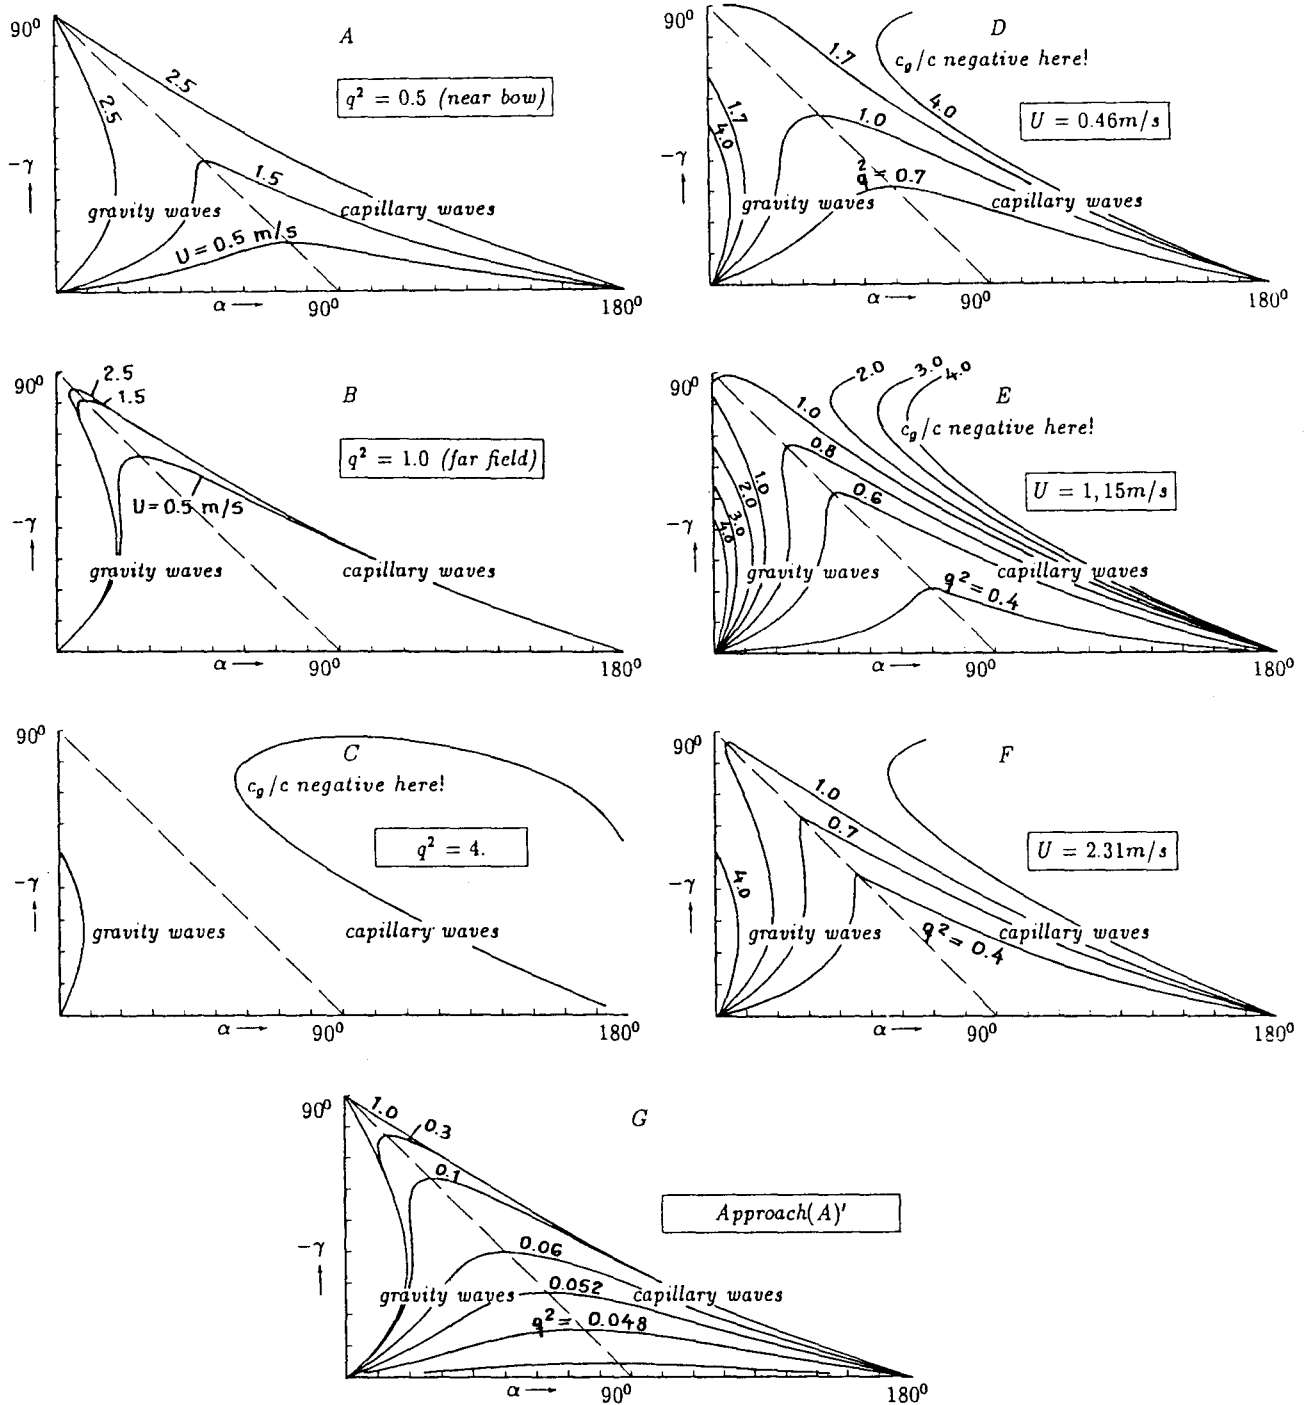 A
90⁰
q² = 0.5 (near bow)
2.5
2.5
1.5
−γ
gravity waves
capillary waves
U = 0.5 m/s
α
90⁰
180⁰
D
90⁰
c_g/c negative here!
1.7
4.0
U = 0.46m/s
1.7
4.0
1.0
−γ
q² = 0.7
gravity waves
capillary waves
α
90⁰
180⁰
B
90⁰
2.5
1.5
q² = 1.0 (far field)
U = 0.5 m/s
−γ
gravity waves
capillary waves
α
90⁰
180⁰
E
90⁰
2.0
3.0
4.0
1.0
c_g/c negative here!
0.8
U = 1,15m/s
1.0
2.0
3.0
4.0
0.6
−γ
gravity waves
capillary waves
q² = 0.4
α
90⁰
180⁰
C
90⁰
c_g/c negative here!
q² = 4.
−γ
gravity waves
capillary waves
α
90⁰
180⁰
F
90⁰
1.0
0.7
U = 2.31m/s
4.0
−γ
gravity waves
capillary waves
q² = 0.4
α
90⁰
180⁰
G
90⁰
1.0
0.3
0.1
Approach(A)′
−γ
0.06
gravity waves
capillary waves
0.052
q² = 0.048
α
90⁰
180⁰